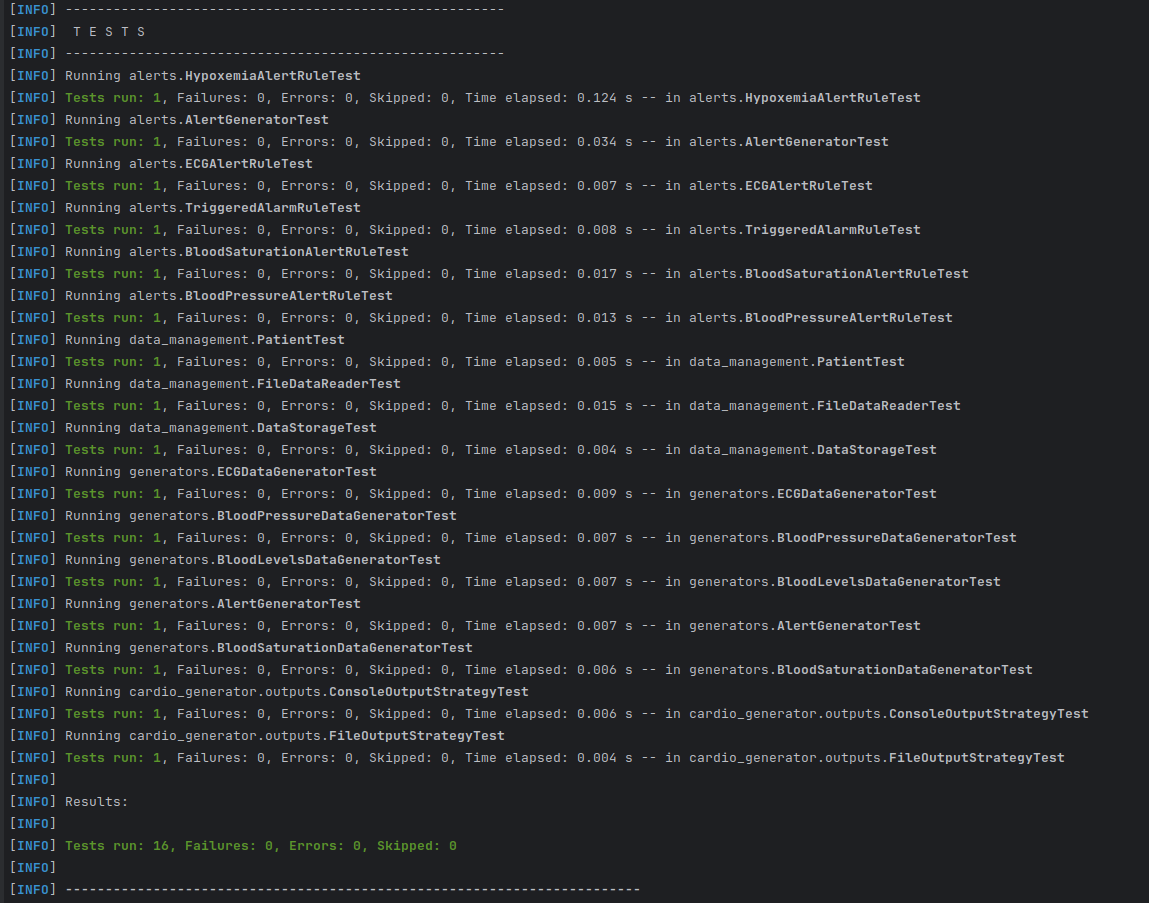 [INFO] -------------------------------------------------------
[INFO]  T E S T S
[INFO] -------------------------------------------------------
[INFO] Running alerts.HypoxemiaAlertRuleTest
[INFO] Tests run: 1, Failures: 0, Errors: 0, Skipped: 0, Time elapsed: 0.124 s -- in alerts.HypoxemiaAlertRuleTest
[INFO] Running alerts.AlertGeneratorTest
[INFO] Tests run: 1, Failures: 0, Errors: 0, Skipped: 0, Time elapsed: 0.034 s -- in alerts.AlertGeneratorTest
[INFO] Running alerts.ECGAlertRuleTest
[INFO] Tests run: 1, Failures: 0, Errors: 0, Skipped: 0, Time elapsed: 0.007 s -- in alerts.ECGAlertRuleTest
[INFO] Running alerts.TriggeredAlarmRuleTest
[INFO] Tests run: 1, Failures: 0, Errors: 0, Skipped: 0, Time elapsed: 0.008 s -- in alerts.TriggeredAlarmRuleTest
[INFO] Running alerts.BloodSaturationAlertRuleTest
[INFO] Tests run: 1, Failures: 0, Errors: 0, Skipped: 0, Time elapsed: 0.017 s -- in alerts.BloodSaturationAlertRuleTest
[INFO] Running alerts.BloodPressureAlertRuleTest
[INFO] Tests run: 1, Failures: 0, Errors: 0, Skipped: 0, Time elapsed: 0.013 s -- in alerts.BloodPressureAlertRuleTest
[INFO] Running data_management.PatientTest
[INFO] Tests run: 1, Failures: 0, Errors: 0, Skipped: 0, Time elapsed: 0.005 s -- in data_management.PatientTest
[INFO] Running data_management.FileDataReaderTest
[INFO] Tests run: 1, Failures: 0, Errors: 0, Skipped: 0, Time elapsed: 0.015 s -- in data_management.FileDataReaderTest
[INFO] Running data_management.DataStorageTest
[INFO] Tests run: 1, Failures: 0, Errors: 0, Skipped: 0, Time elapsed: 0.004 s -- in data_management.DataStorageTest
[INFO] Running generators.ECGDataGeneratorTest
[INFO] Tests run: 1, Failures: 0, Errors: 0, Skipped: 0, Time elapsed: 0.009 s -- in generators.ECGDataGeneratorTest
[INFO] Running generators.BloodPressureDataGeneratorTest
[INFO] Tests run: 1, Failures: 0, Errors: 0, Skipped: 0, Time elapsed: 0.007 s -- in generators.BloodPressureDataGeneratorTest
[INFO] Running generators.BloodLevelsDataGeneratorTest
[INFO] Tests run: 1, Failures: 0, Errors: 0, Skipped: 0, Time elapsed: 0.007 s -- in generators.BloodLevelsDataGeneratorTest
[INFO] Running generators.AlertGeneratorTest
[INFO] Tests run: 1, Failures: 0, Errors: 0, Skipped: 0, Time elapsed: 0.007 s -- in generators.AlertGeneratorTest
[INFO] Running generators.BloodSaturationDataGeneratorTest
[INFO] Tests run: 1, Failures: 0, Errors: 0, Skipped: 0, Time elapsed: 0.006 s -- in generators.BloodSaturationDataGeneratorTest
[INFO] Running cardio_generator.outputs.ConsoleOutputStrategyTest
[INFO] Tests run: 1, Failures: 0, Errors: 0, Skipped: 0, Time elapsed: 0.006 s -- in cardio_generator.outputs.ConsoleOutputStrategyTest
[INFO] Running cardio_generator.outputs.FileOutputStrategyTest
[INFO] Tests run: 1, Failures: 0, Errors: 0, Skipped: 0, Time elapsed: 0.004 s -- in cardio_generator.outputs.FileOutputStrategyTest
[INFO]
[INFO] Results:
[INFO]
[INFO] Tests run: 16, Failures: 0, Errors: 0, Skipped: 0
[INFO]
[INFO] ------------------------------------------------------------------------